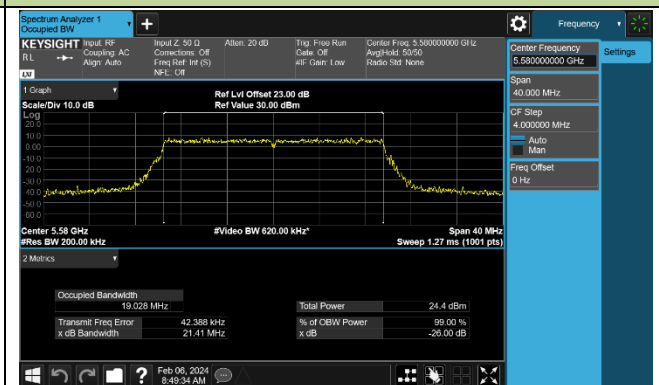 Spectrum Analyzer 1
Occupied BW
+
Frequency
KEYSIGHT
RL
LXI
Input: RF
Coupling: AC
Align: Auto
Input Z: 50 Ω
Corrections: Off
Freq Ref: Int (S)
NFE: Off
Atten: 20 dB
Trig: Free Run
Gate: Off
#IF Gain: Low
Center Freq: 5.580000000 GHz
Avg|Hold: 50/50
Radio Std: None
Center Frequency
5.580000000 GHz
Settings
Span
40.000 MHz
CF Step
4.000000 MHz
Auto
Man
Freq Offset
0 Hz
1 Graph
Scale/Div 10.0 dB
Ref Lvl Offset 23.00 dB
Ref Value 30.00 dBm
Log
20.0
10.0
0.00
-10.0
-20.0
-30.0
-40.0
-50.0
-60.0
Center 5.58 GHz
#Video BW 620.00 kHz*
Span 40 MHz
#Res BW 200.00 kHz
Sweep 1.27 ms (1001 pts)
2 Metrics
Occupied Bandwidth
19.028 MHz
Total Power
24.4 dBm
Transmit Freq Error
42.388 kHz
% of OBW Power
99.00 %
x dB Bandwidth
21.41 MHz
x dB
-26.00 dB
?
Feb 06, 2024
8:49:34 AM